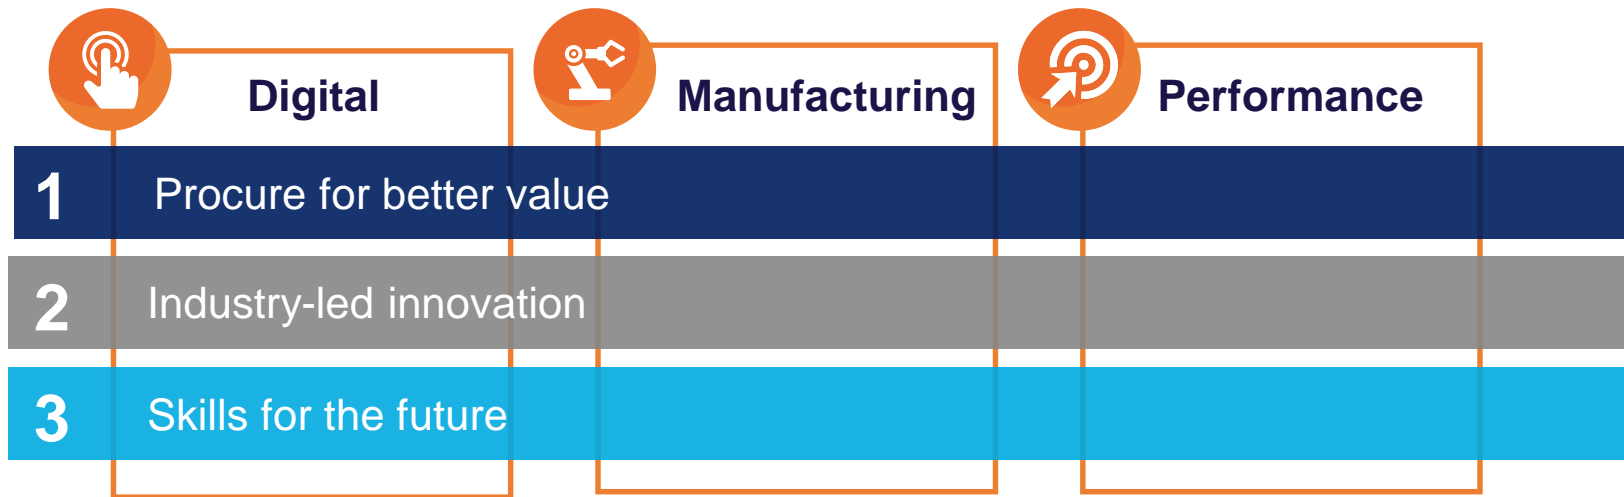 Digital
Manufacturing
Performance
1 Procure for better value
2 Industry-led innovation
3 Skills for the future